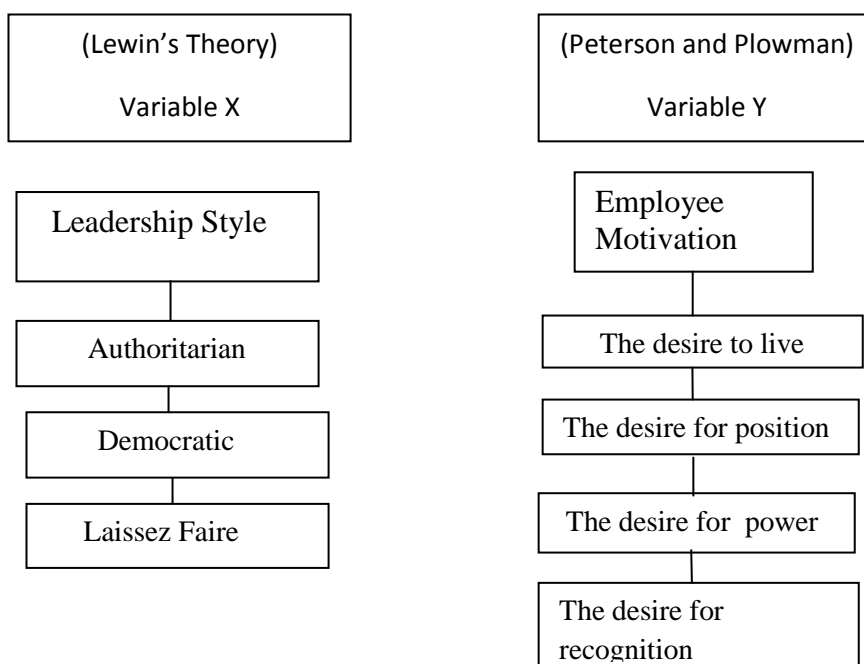 (Lewin’s Theory)
Variable X
Leadership Style
Authoritarian
Democratic
Laissez Faire
(Peterson and Plowman)
Variable Y
Employee
Motivation
The desire to live
The desire for position
The desire for power
The desire for
recognition